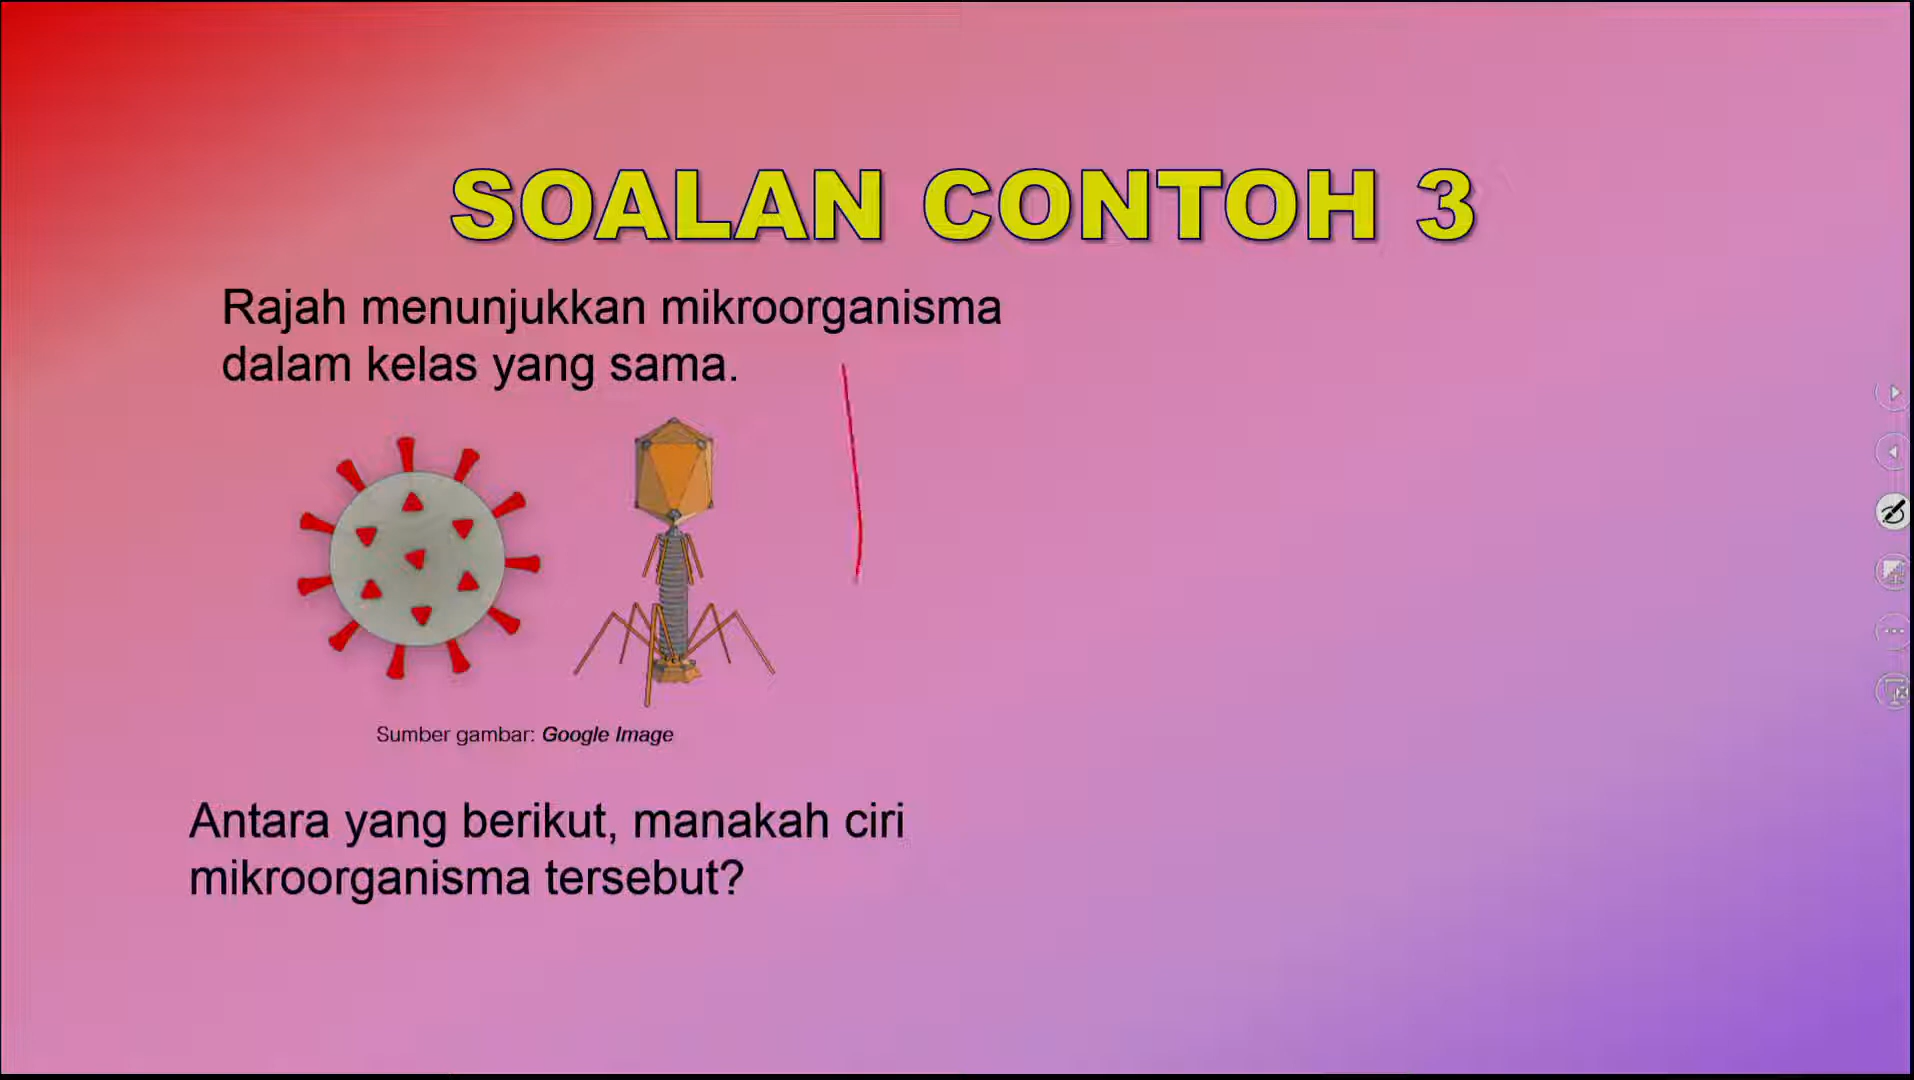 SOALAN CONTOH 3
Rajah menunjukkan mikroorganisma
dalam kelas yang sama.
Sumber gambar: Google Image
Antara yang berikut, manakah ciri
mikroorganisma tersebut?